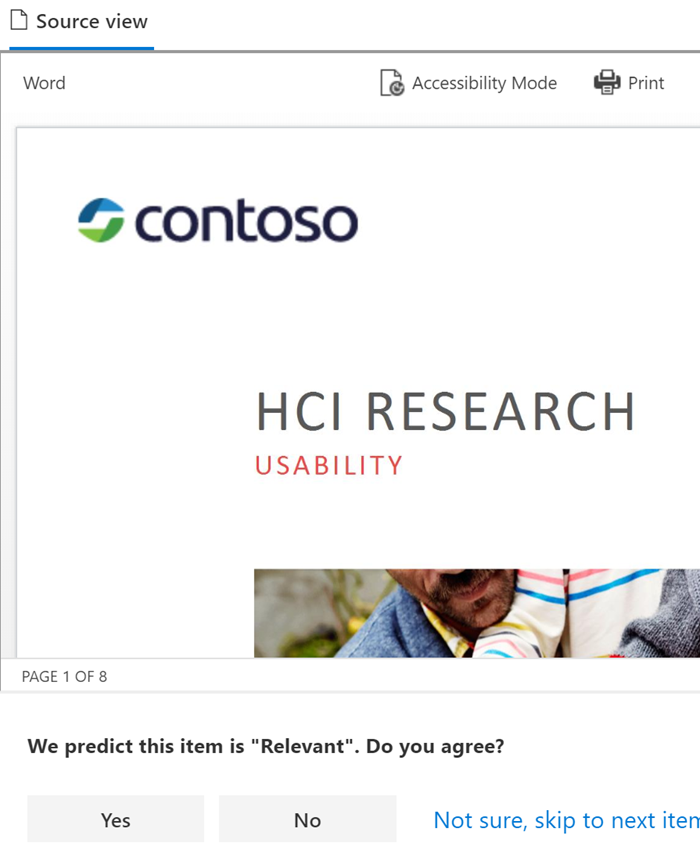 Source view
Word Accessibility Mode Print
contoso
HCI RESEARCH
USABILITY
PAGE 1 OF 8
We predict this item is "Relevant". Do you agree?
Yes No Not sure, skip to next item